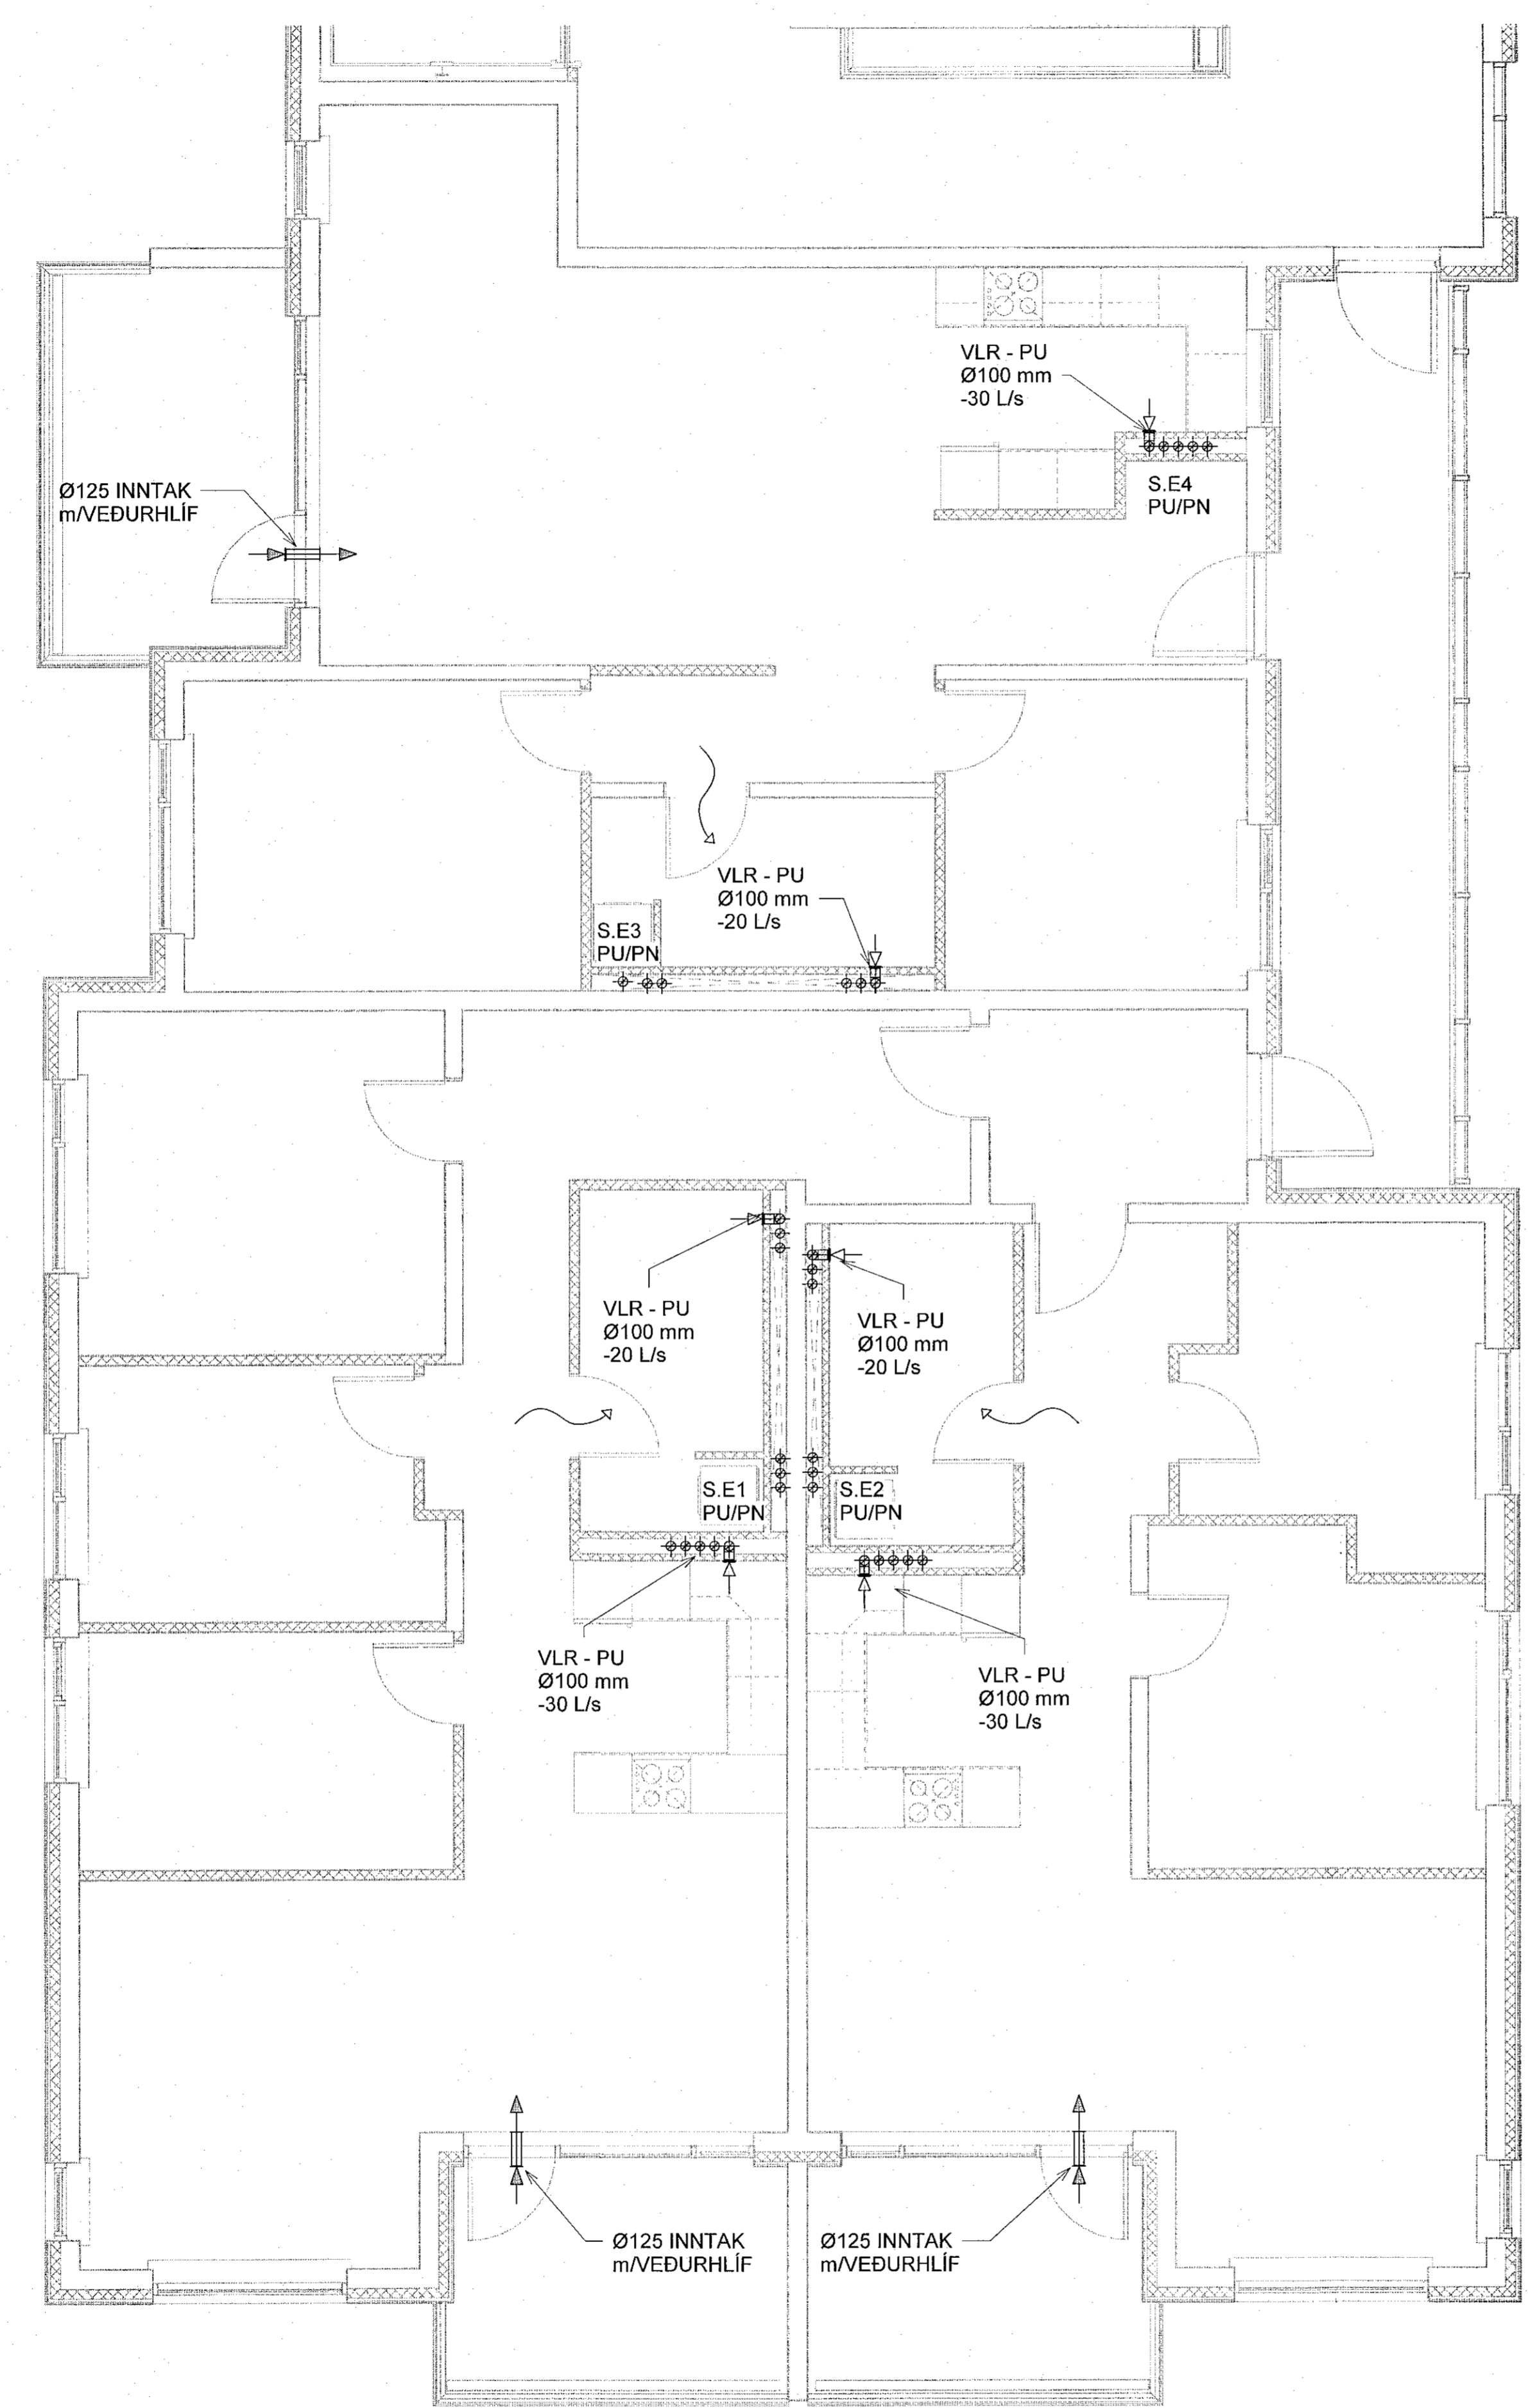 VLR - PU
Ø100 mm
-30 L/s
S.E4
PU/PN
Ø125 INNTAK
m/VEÐURHLÍF
VLR - PU
Ø100 mm
-20 L/s
S.E3
PU/PN
VLR - PU
Ø100 mm
-20 L/s
VLR - PU
Ø100 mm
-20 L/s
S.E1
PU/PN
S.E2
PU/PN
VLR - PU
Ø100 mm
-30 L/s
VLR - PU
Ø100 mm
-30 L/s
Ø125 INNTAK
m/VEÐURHLÍF
Ø125 INNTAK
m/VEÐURHLÍF